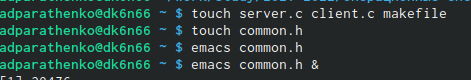 adparathenko@dk6n66 ~ $ touch server.c client.c makefile
adparathenko@dk6n66 ~ $ touch common.h
adparathenko@dk6n66 ~ $ emacs common.h
adparathenko@dk6n66 ~ $ emacs common.h &